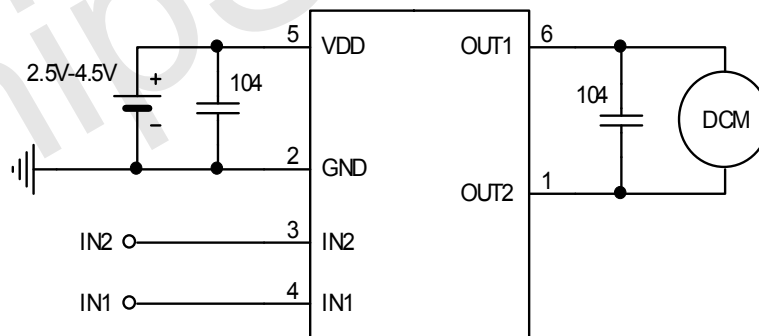 5 VDD OUT1 6
2.5V-4.5V + 104 104 DCM
−
2 GND
OUT2 1
IN2 3 IN2
IN1 4 IN1